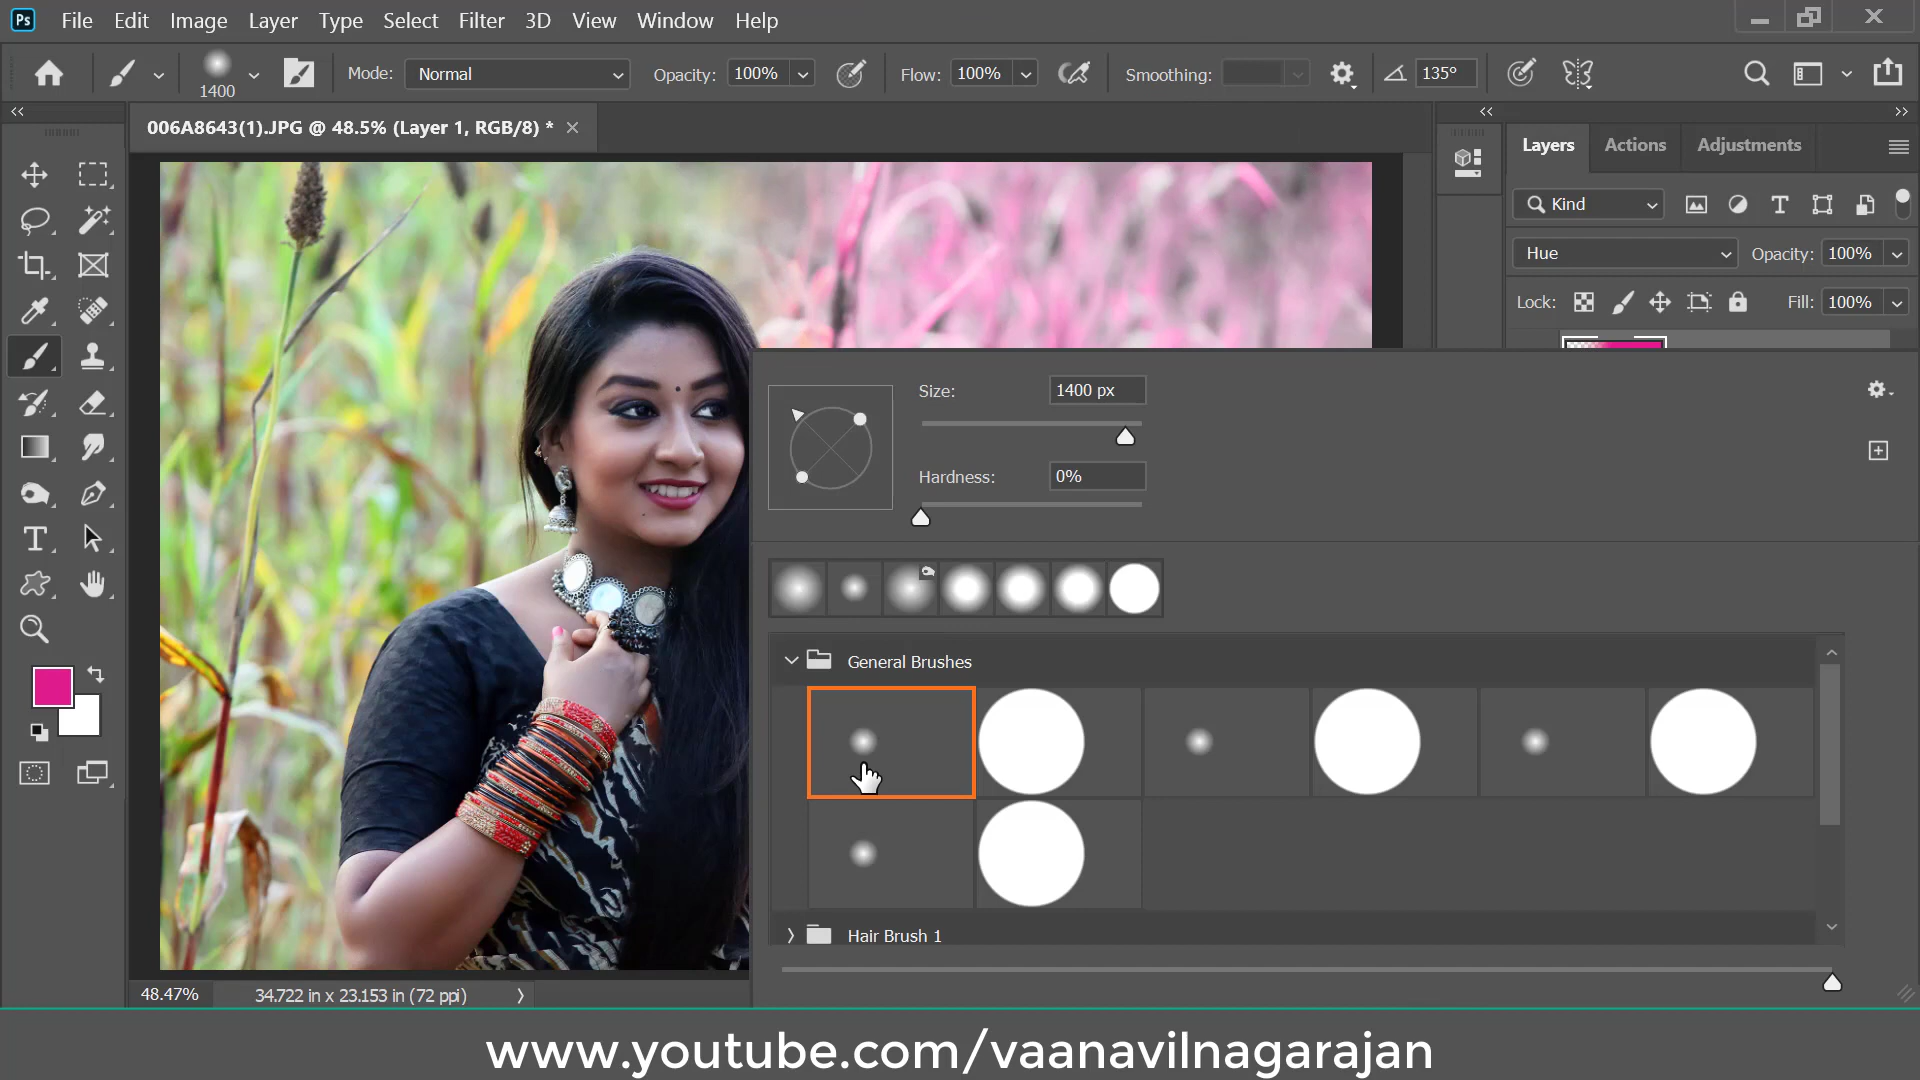 Ps File Edit Image Layer Type Select Filter 3D View Window Help
1400 Mode: Normal Opacity: 100% Flow: 100% Smoothing: 135°
006A8643(1).JPG @ 48.5% (Layer 1, RGB/8) *
Layers Actions Adjustments
Kind
Hue Opacity: 100%
Lock: Fill: 100%
Size: 1400 px
Hardness: 0%
General Brushes
Hair Brush 1
48.47% 34.722 in x 23.153 in (72 ppi)
www.youtube.com/vaanavilnagarajan